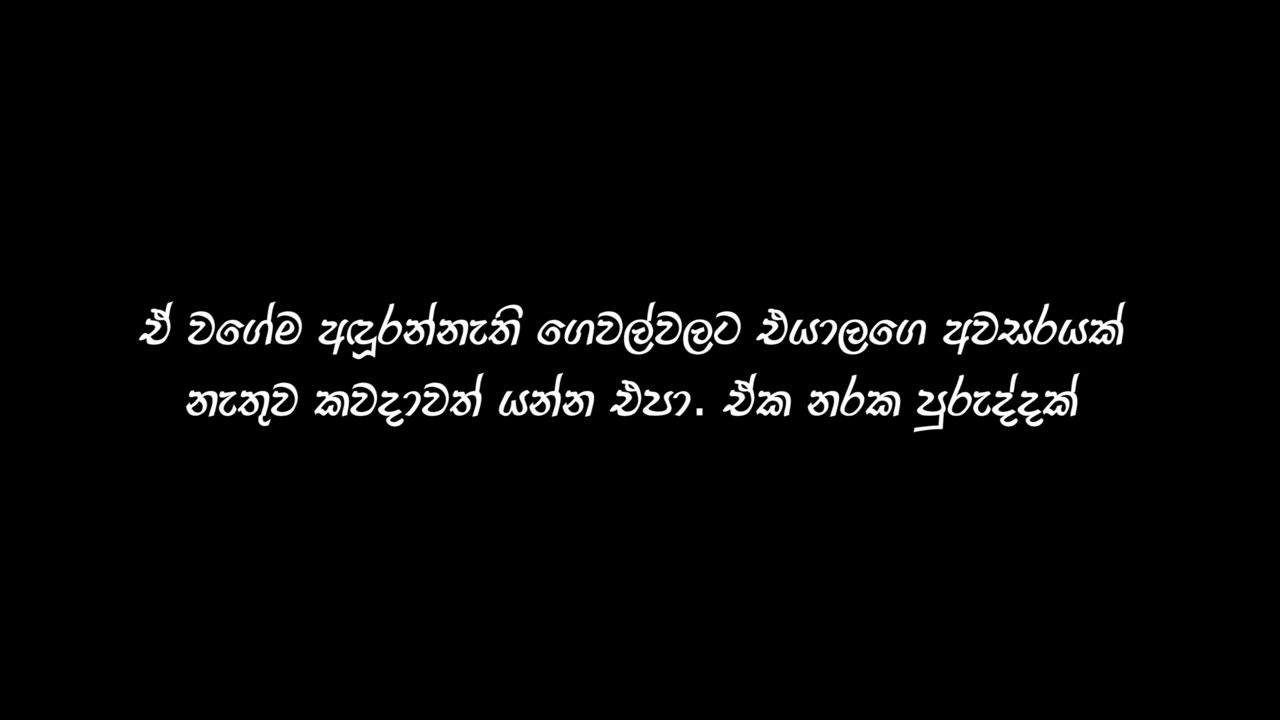 ඒ වගේම අඳූරන්නැති ගෙවල්වලට එයාලගෙ අවසරයක්
නැතුව කවදාවත් යන්න එපා. ඒක නරක පුරුද්දක්